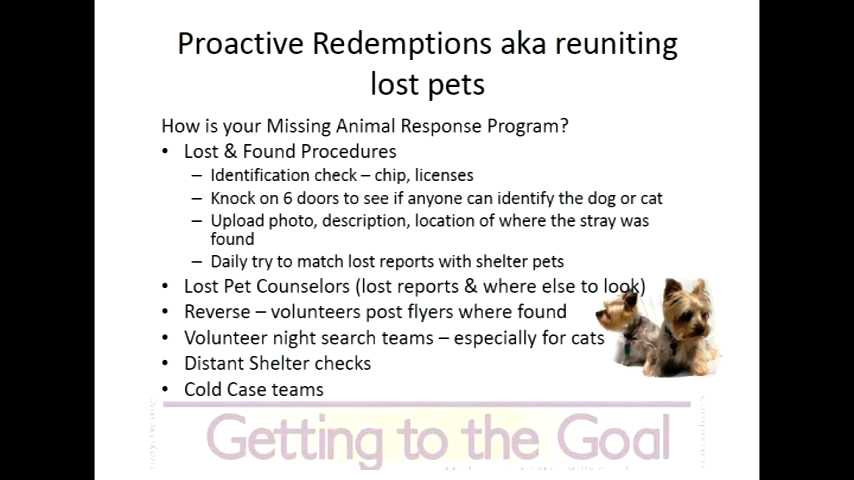 Proactive Redemptions aka reuniting
lost pets
How is your Missing Animal Response Program?
• Lost & Found Procedures
– Identification check – chip, licenses
– Knock on 6 doors to see if anyone can identify the dog or cat
– Upload photo, description, location of where the stray was
found
– Daily try to match lost reports with shelter pets
• Lost Pet Counselors (lost reports & where else to look)
• Reverse – volunteers post flyers where found
• Volunteer night search teams – especially for cats
• Distant Shelter checks
• Cold Case teams
Getting to the Goal